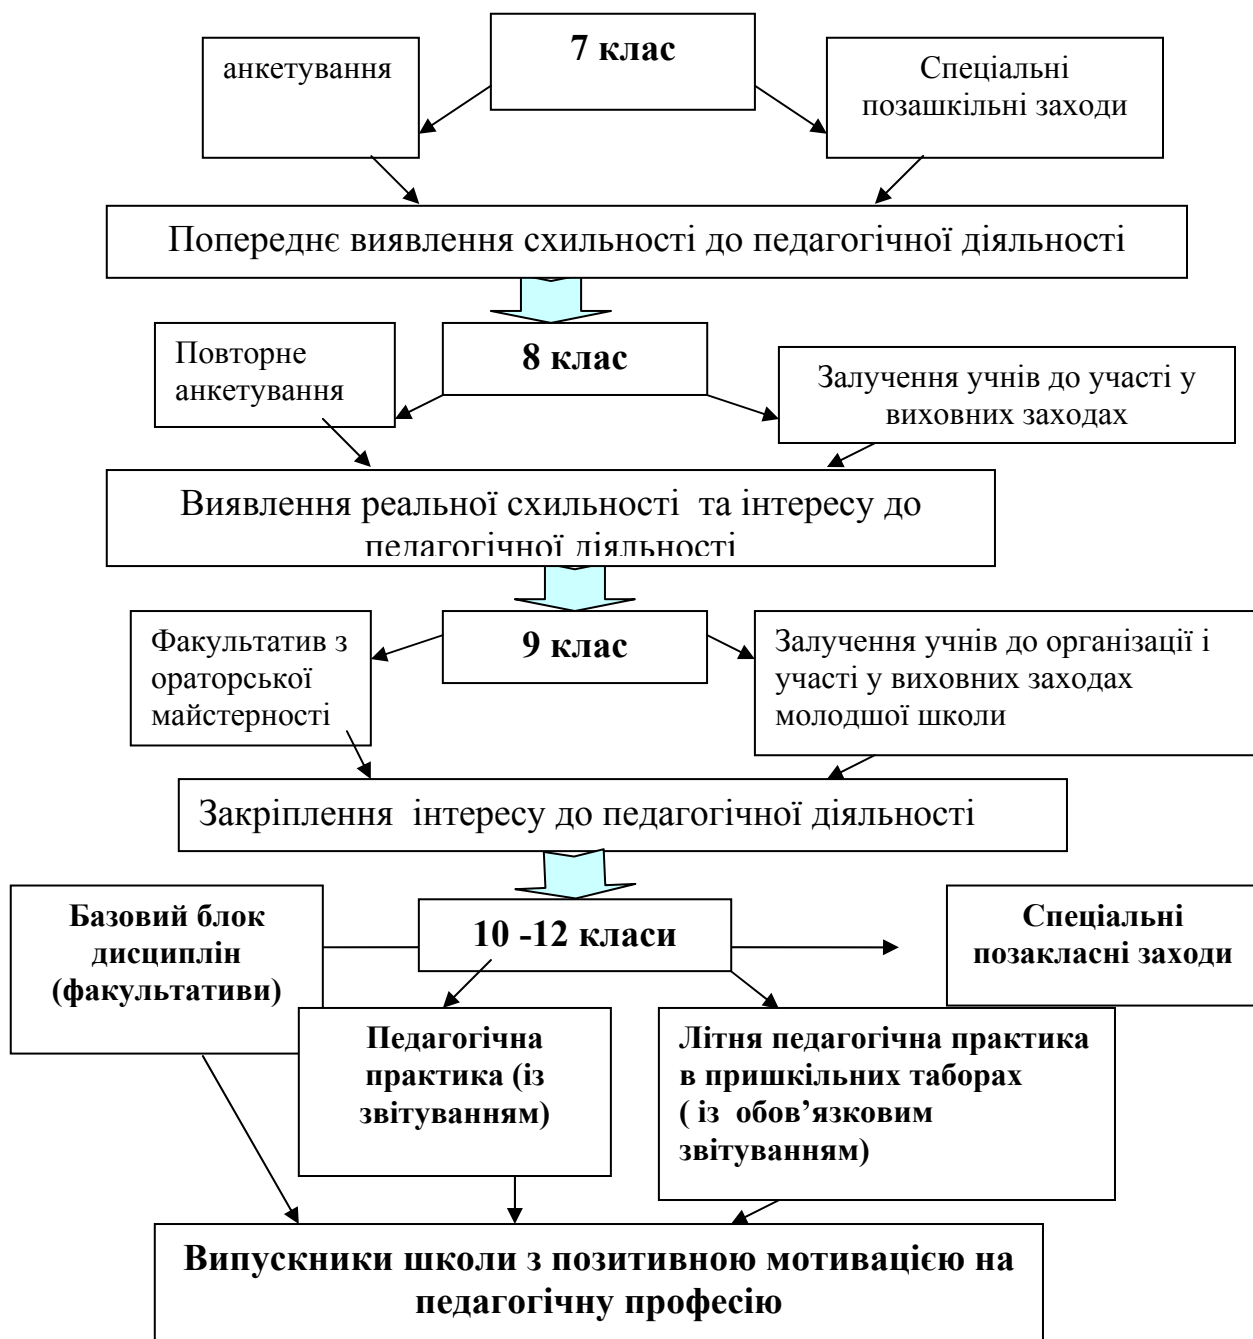 7 клас
анкетування
Спеціальні
позашкільні заходи
Попереднє виявлення схильності до педагогічної діяльності
8 клас
Повторне
анкетування
Залучення учнів до участі у
виховних заходах
Виявлення реальної схильності  та інтересу до
педагогічної діяльності
9 клас
Факультатив з
ораторської
майстерності
Залучення учнів до організації і
участі у виховних заходах
молодшої школи
Закріплення  інтересу до педагогічної діяльності
Базовий блок
дисциплін
(факультативи)
10 -12 класи
Спеціальні
позакласні заходи
Педагогічна
практика (із
звітуванням)
Літня педагогічна практика
в пришкільних таборах
( із  обов’язковим
звітуванням)
Випускники школи з позитивною мотивацією на
педагогічну професію